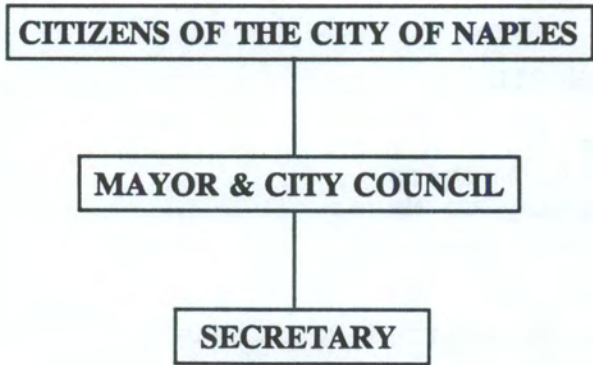 CITIZENS OF THE CITY OF NAPLES
MAYOR & CITY COUNCIL
SECRETARY